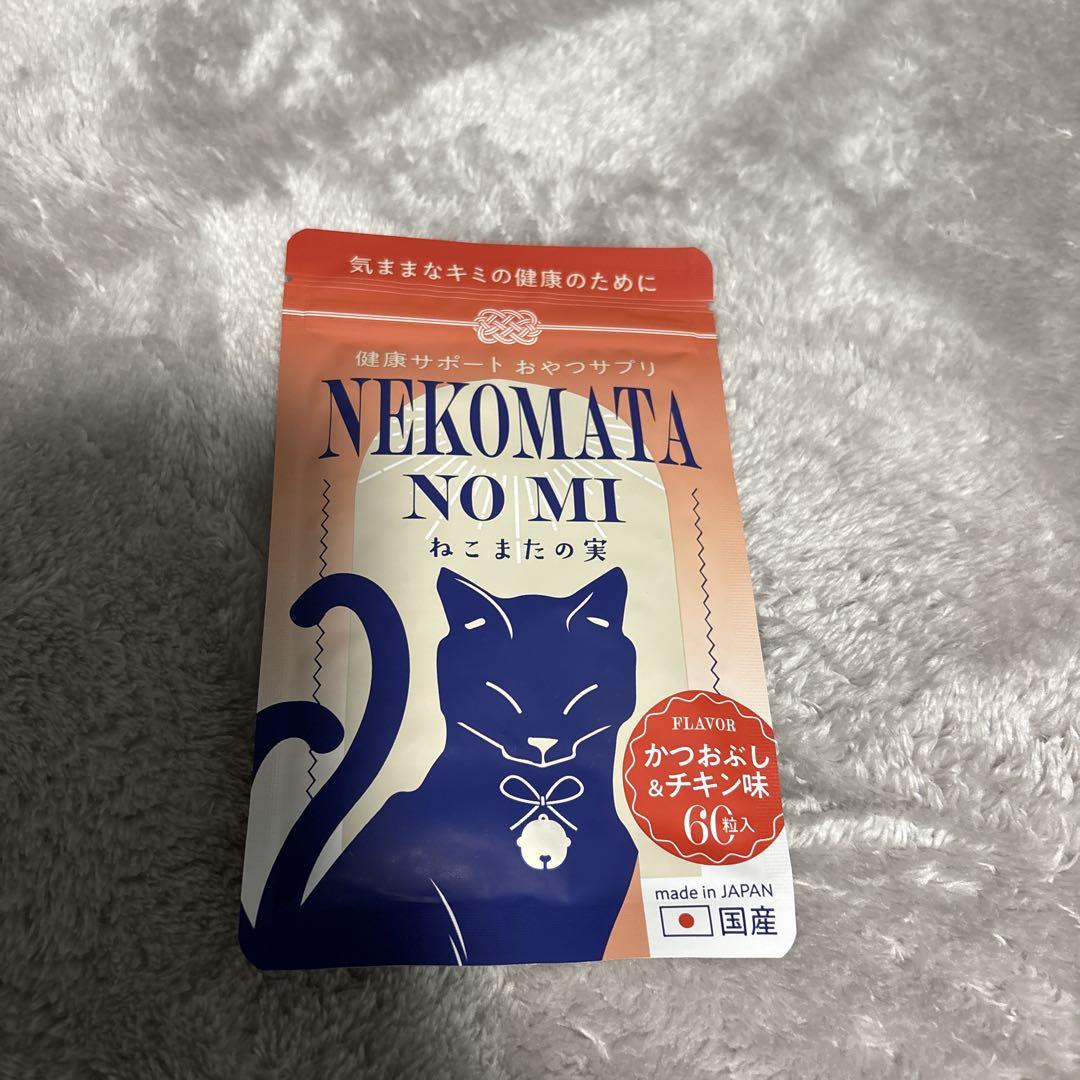 気ままなキミの健康のために
健康サポート おやつサプリ
NEKOMATA
NO MI
ねこまたの実
FLAVOR
かつおぶし
&チキン味
60粒入
made in JAPAN
国産